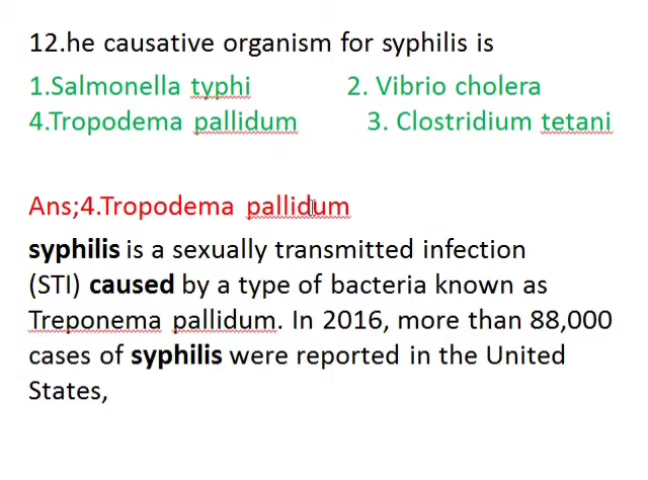 12.he causative organism for syphilis is
1.Salmonella typhi 2. Vibrio cholera
4.Tropodema pallidum 3. Clostridium tetani
Ans;4.Tropodema pallidum
syphilis is a sexually transmitted infection
(STI) caused by a type of bacteria known as
Treponema pallidum. In 2016, more than 88,000
cases of syphilis were reported in the United
States,